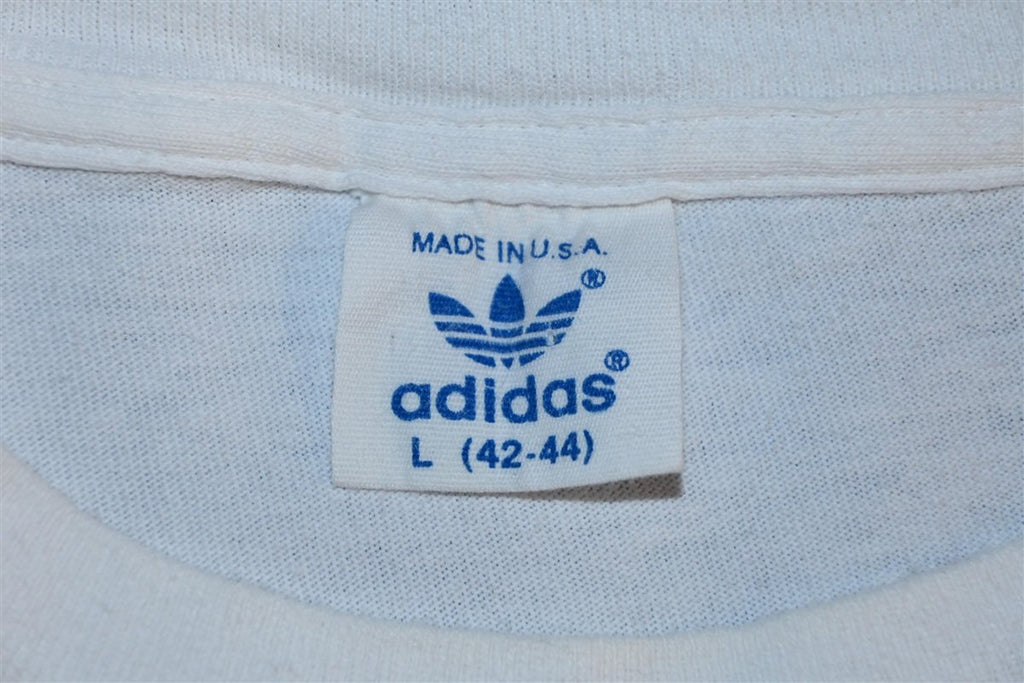 MADE IN U.S.A.
®
adidas®
L (42-44)